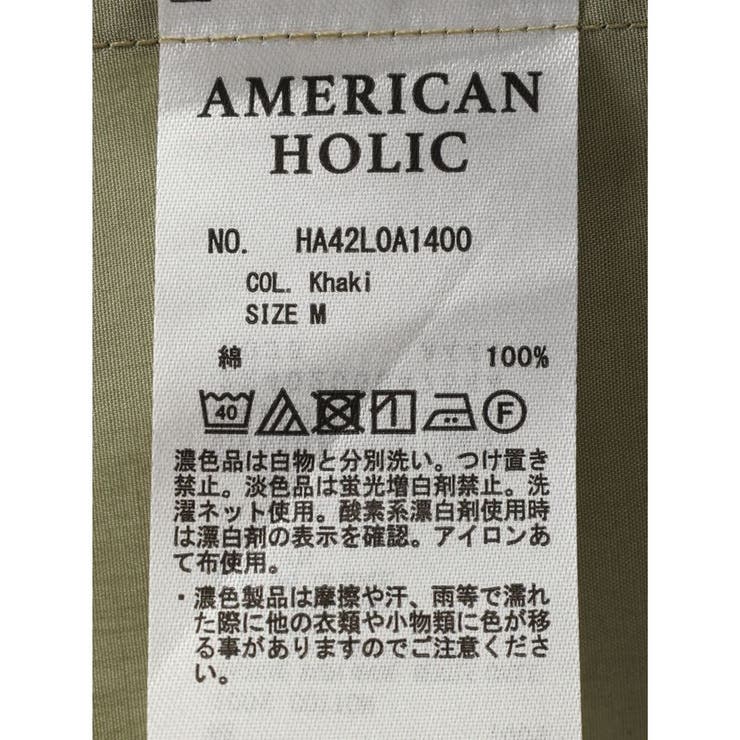 AMERICAN
HOLIC
NO. HA42L0A1400
COL. Khaki
SIZE M
綿 100%
40 F
濃色品は白物と分別洗い。つけ置き
禁止。淡色品は蛍光増白剤禁止。洗
濯ネット使用。酸素系漂白剤使用時
は漂白剤の表示を確認。アイロンあ
て布使用。
・濃色製品は摩擦や汗、雨等で濡れ
た際に他の衣類や小物類に色が移
る事がありますのでご注意くださ
い。